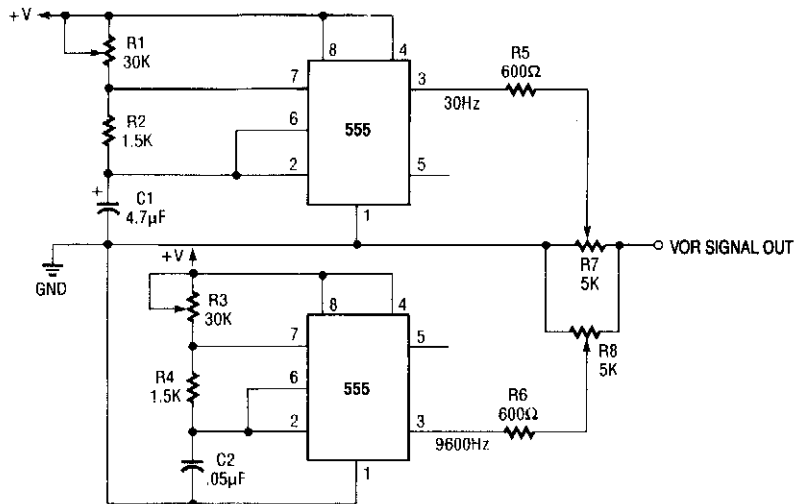 +V
R1
30K
8
4
7
3
R5
600Ω
30Hz
R2
1.5K
6
555
2
5
+
C1
4.7µF
1
GND
+V
VOR SIGNAL OUT
R7
5K
R3
30K
8
4
7
5
R8
5K
R4
1.5K
6
555
R6
600Ω
2
3
9600Hz
C2
.05µF
1